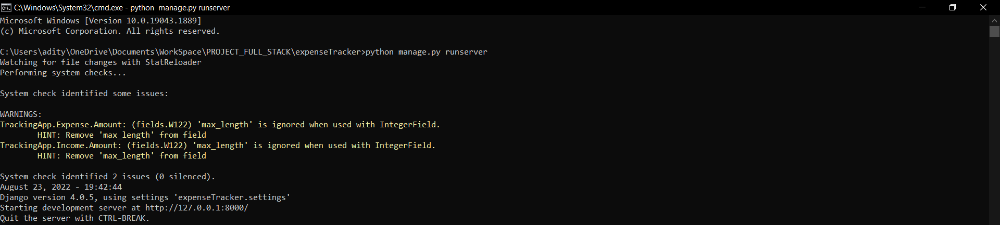 C:\Windows\System32\cmd.exe - python  manage.py runserver
Microsoft Windows [Version 10.0.19043.1889]
(c) Microsoft Corporation. All rights reserved.
C:\Users\adity\OneDrive\Documents\WorkSpace\PROJECT_FULL_STACK\expenseTracker>python manage.py runserver
Watching for file changes with StatReloader
Performing system checks...
System check identified some issues:
WARNINGS:
TrackingApp.Expense.Amount: (fields.W122) 'max_length' is ignored when used with IntegerField.
        HINT: Remove 'max_length' from field
TrackingApp.Income.Amount: (fields.W122) 'max_length' is ignored when used with IntegerField.
        HINT: Remove 'max_length' from field
System check identified 2 issues (0 silenced).
August 23, 2022 - 19:42:44
Django version 4.0.5, using settings 'expenseTracker.settings'
Starting development server at http://127.0.0.1:8000/
Quit the server with CTRL-BREAK.